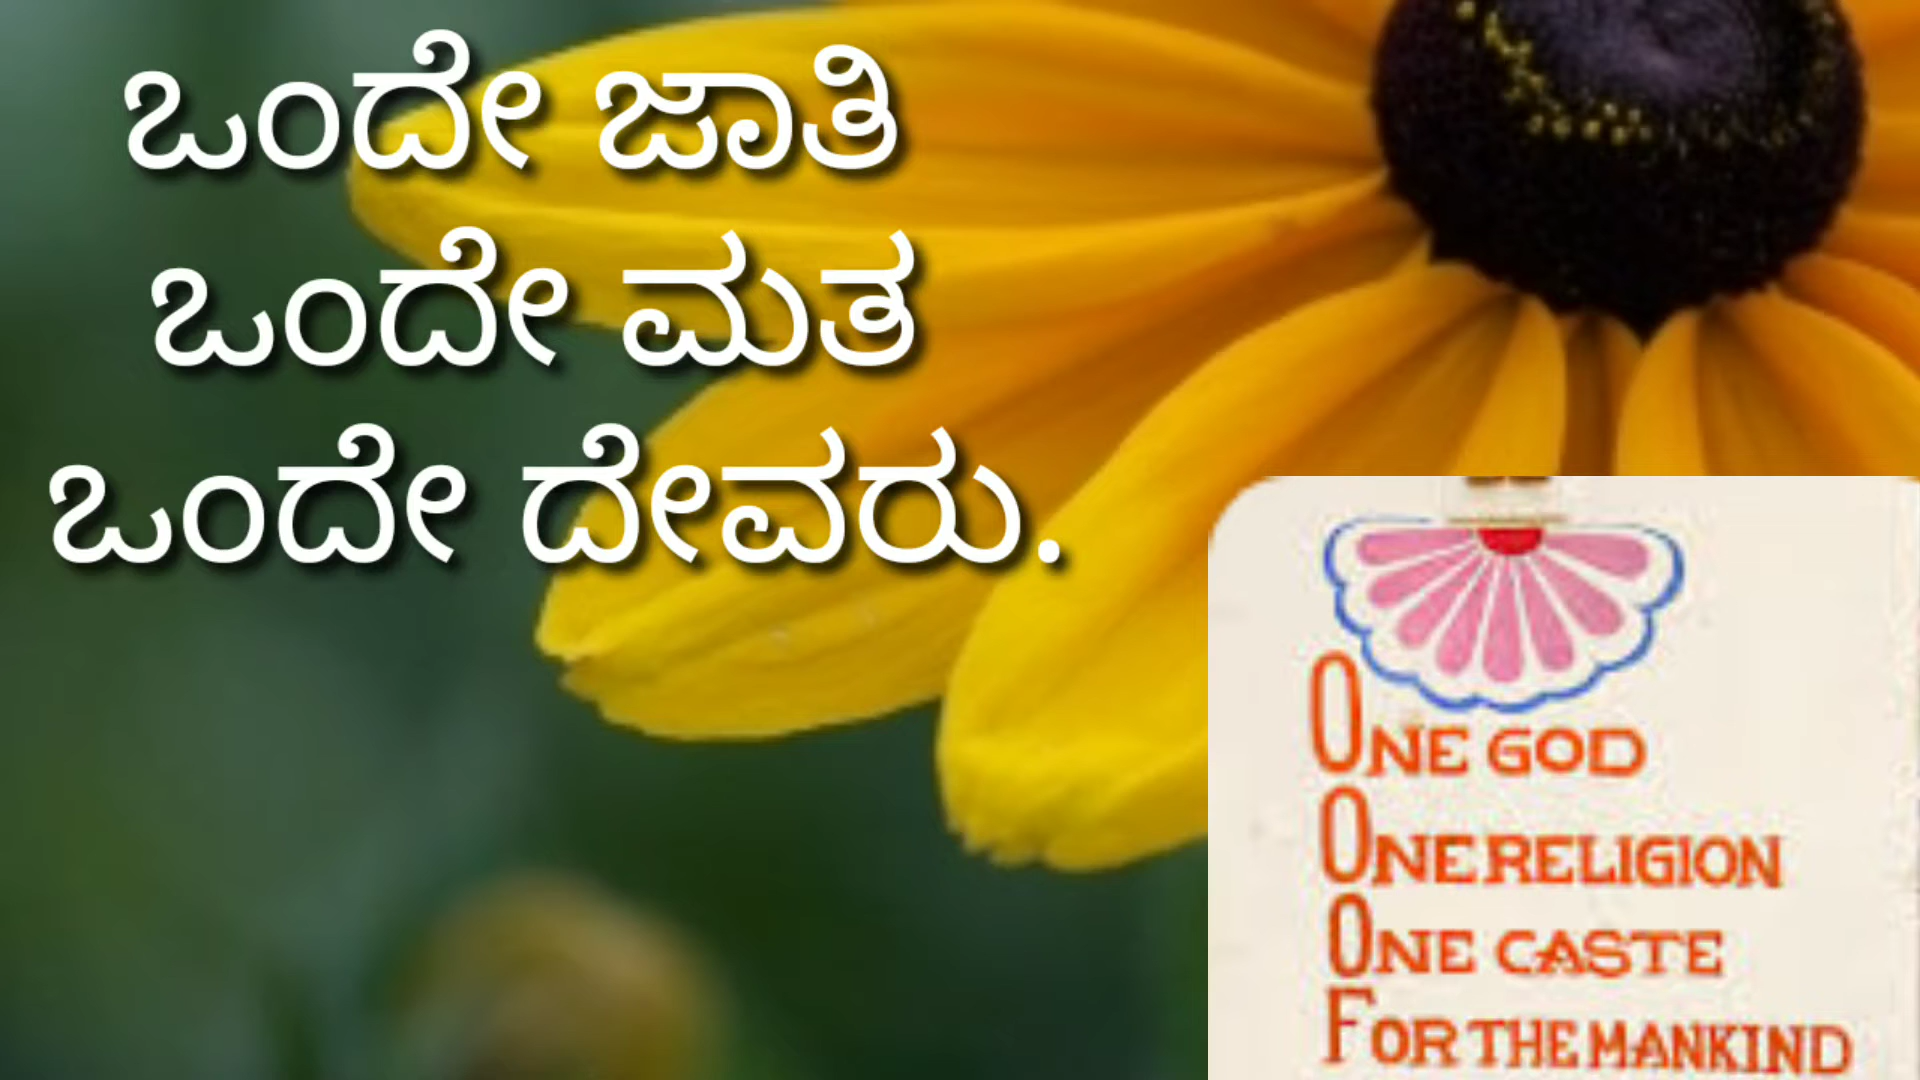 ಒಂದೇ ಜಾತಿ
ಒಂದೇ ಮತ
ಒಂದೇ ದೇವರು.
ONE GOD
ONE RELIGION
ONE CASTE
FOR THE MANKIND